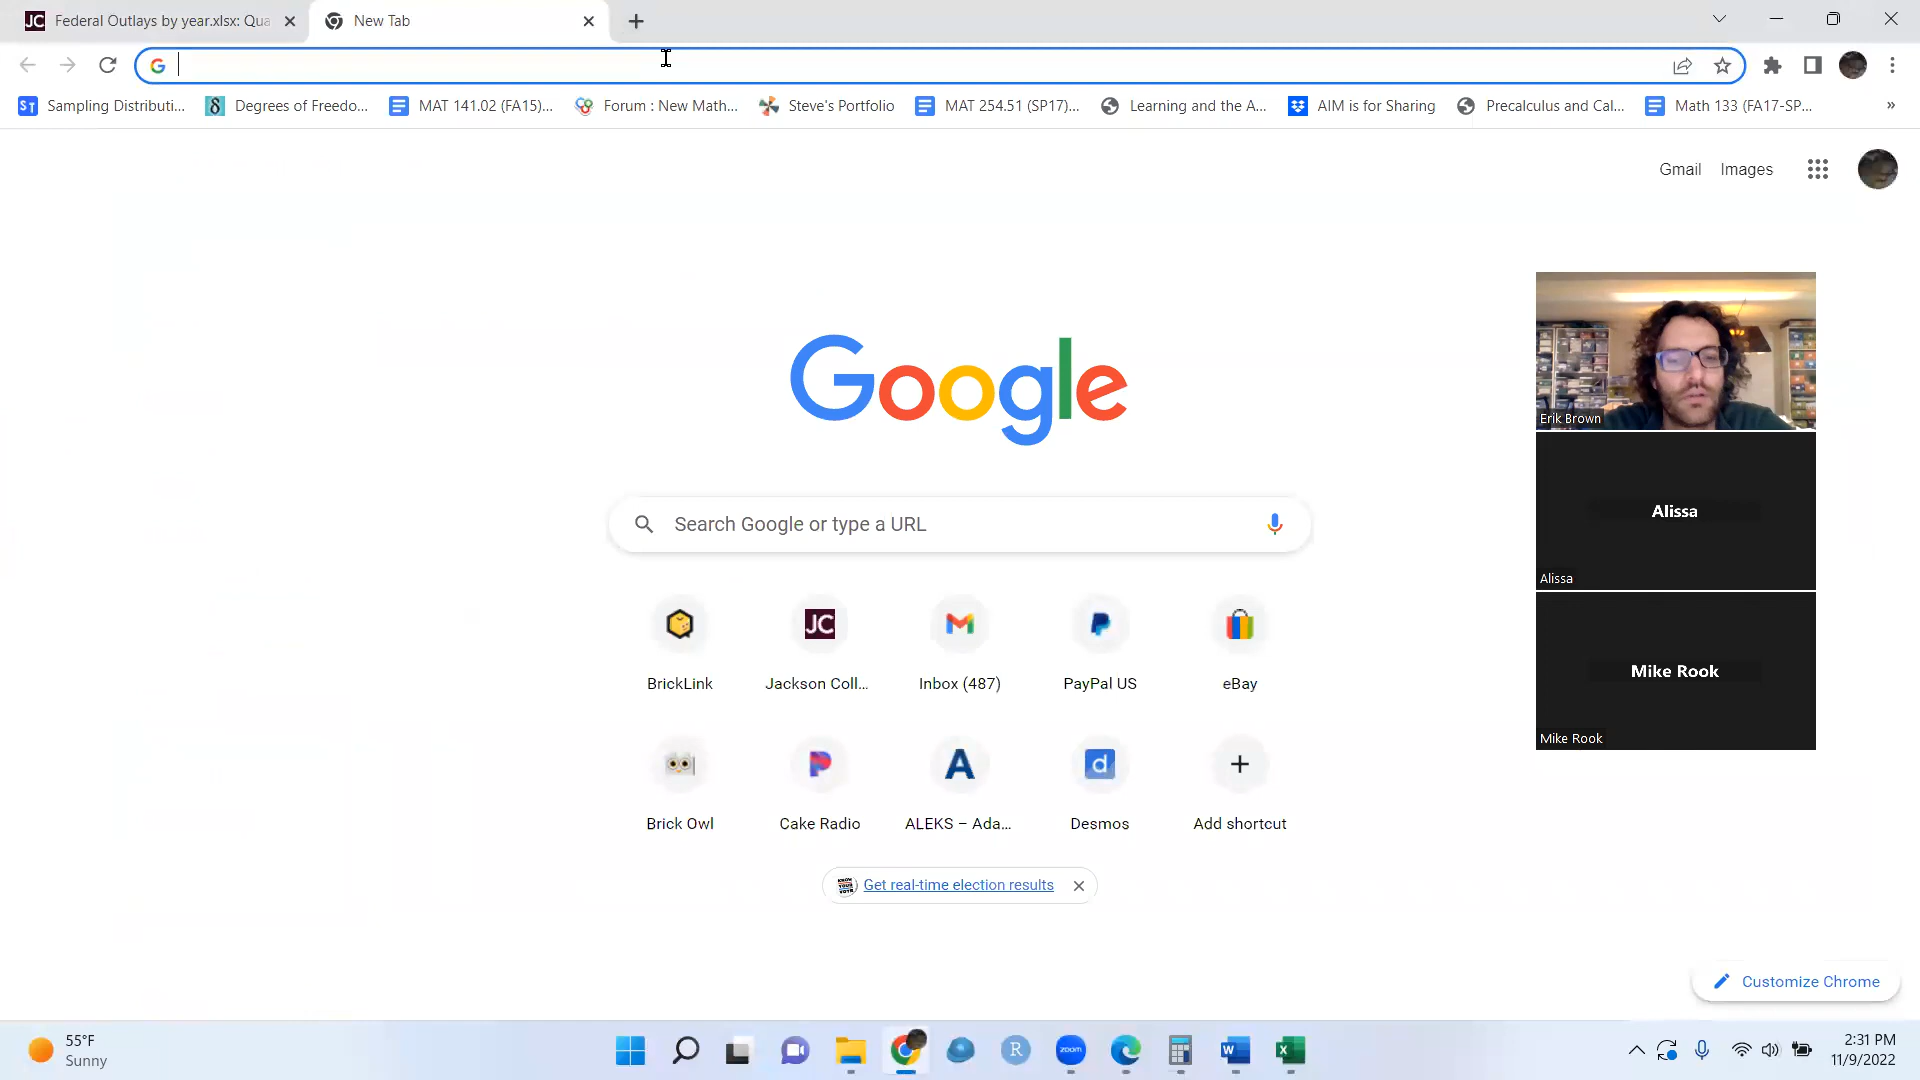 JC Federal Outlays by year.xlsx: Qua
New Tab
Sampling Distributi...
Degrees of Freedo...
MAT 141.02 (FA15)...
Forum : New Math...
Steve's Portfolio
MAT 254.51 (SP17)...
Learning and the A...
AIM is for Sharing
Precalculus and Cal...
Math 133 (FA17-SP...
»
Gmail Images
Google
Search Google or type a URL
BrickLink
JC
Jackson Coll...
Inbox (487)
PayPal US
eBay
Brick Owl
Cake Radio
ALEKS – Ada...
Desmos
Add shortcut
Get real-time election results
Erik Brown
Alissa
Alissa
Mike Rook
Mike Rook
Customize Chrome
55°F
Sunny
zoom
2:31 PM
11/9/2022